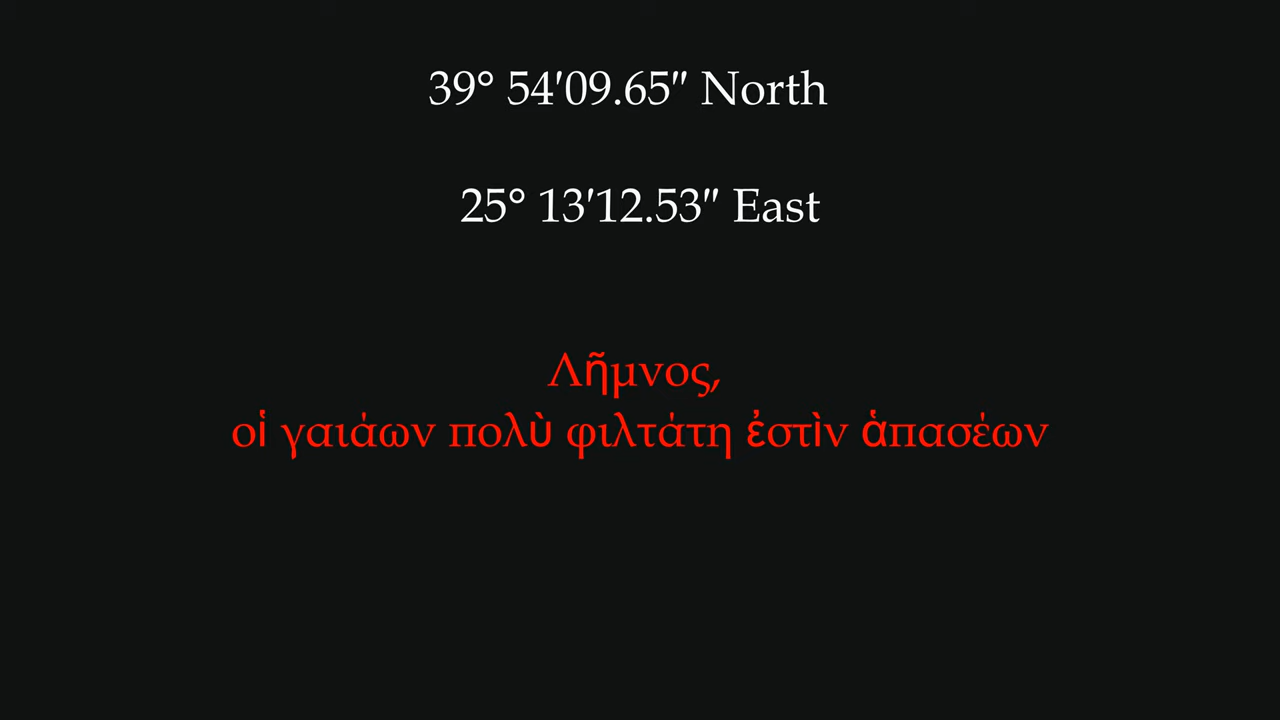 39° 54′09.65″ North
25° 13′12.53″ East
Λῆμνος,
οἱ γαιάων πολὺ φιλτάτη ἐστὶν ἁπασέων